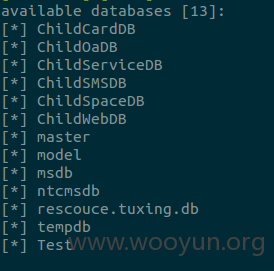 available databases [13]:
[*] ChildCardDB
[*] ChildOaDB
[*] ChildServiceDB
[*] ChildSMSDB
[*] ChildSpaceDB
[*] ChildWebDB
[*] master
[*] model
[*] msdb
[*] ntcmsdb
[*] rescouce.tuxing.db
[*] tempdb
[*] Test
www.wooyun.org